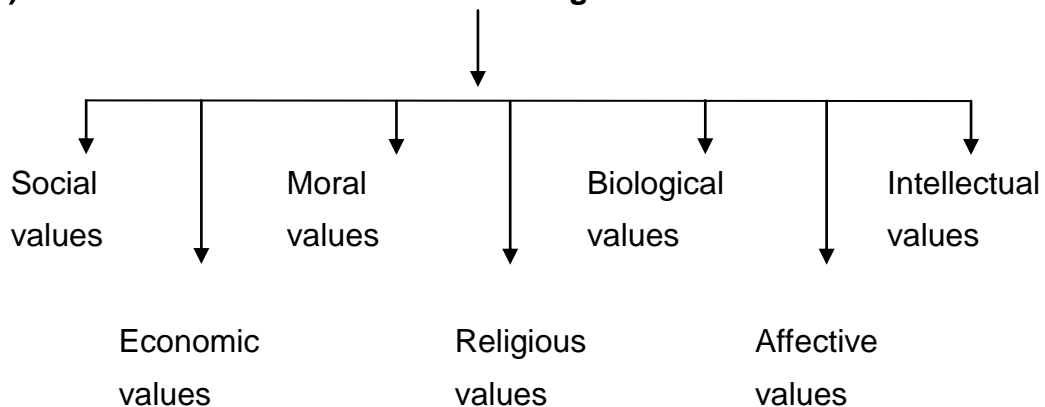 Social Moral Biological Intellectual
values values values values
Economic Religious Affective
values values values